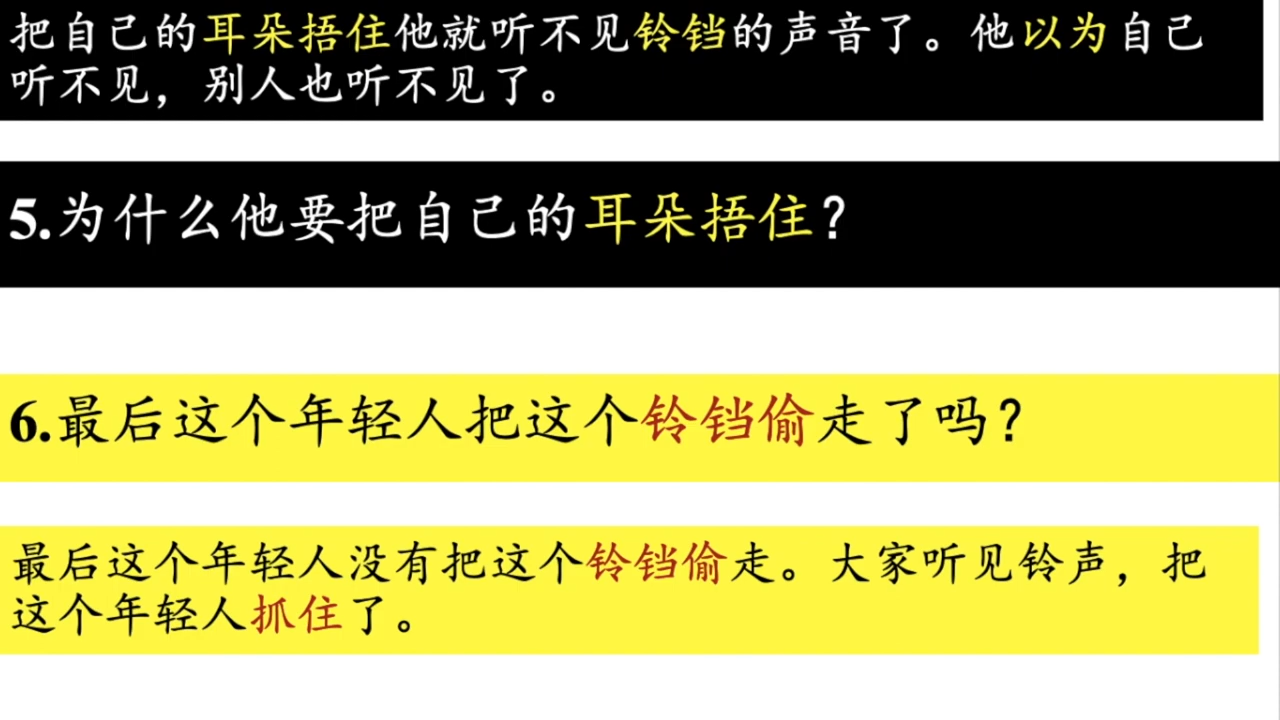 把自己的耳朵捂住他就听不见铃铛的声音了。他以为自己
听不见，别人也听不见了。
5.为什么他要把自己的耳朵捂住？
6.最后这个年轻人把这个铃铛偷走了吗？
最后这个年轻人没有把这个铃铛偷走。大家听见铃声，把
这个年轻人抓住了。